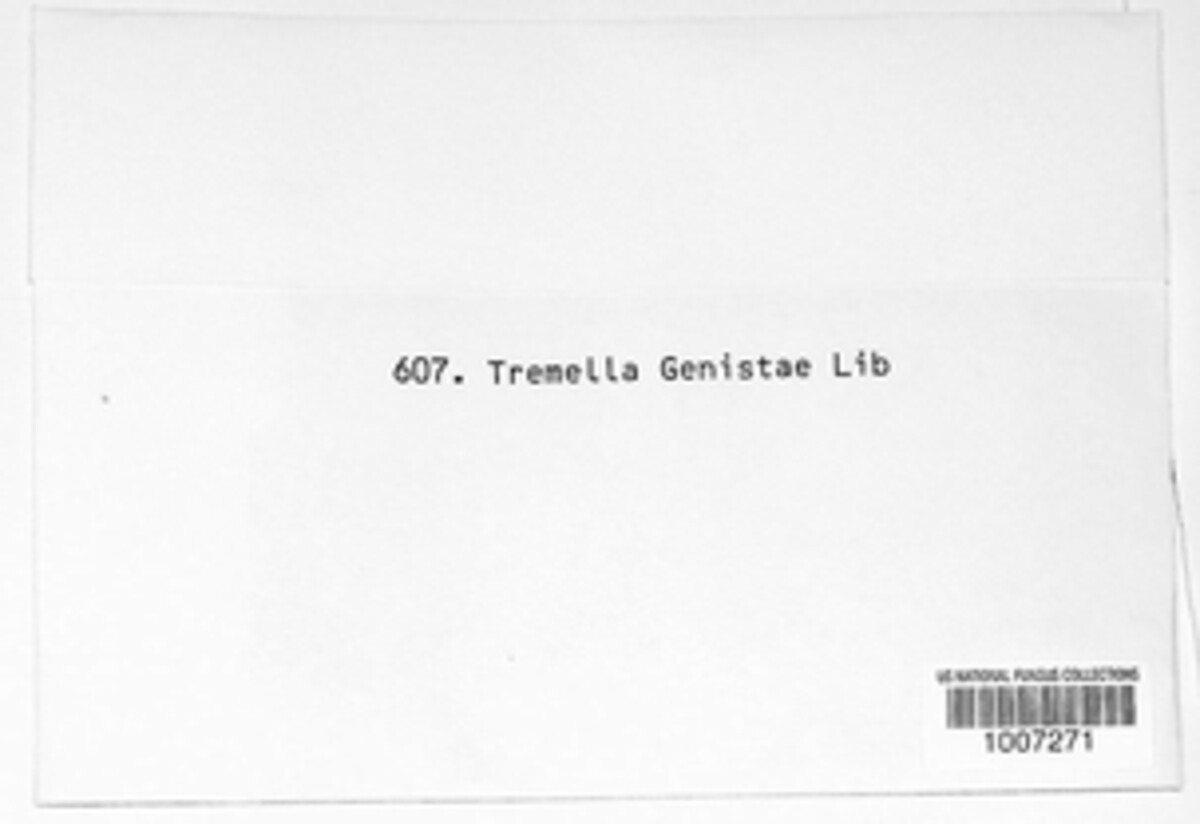 607. Tremella Genistae Lib
US NATIONAL FUNGUS COLLECTIONS
1007271